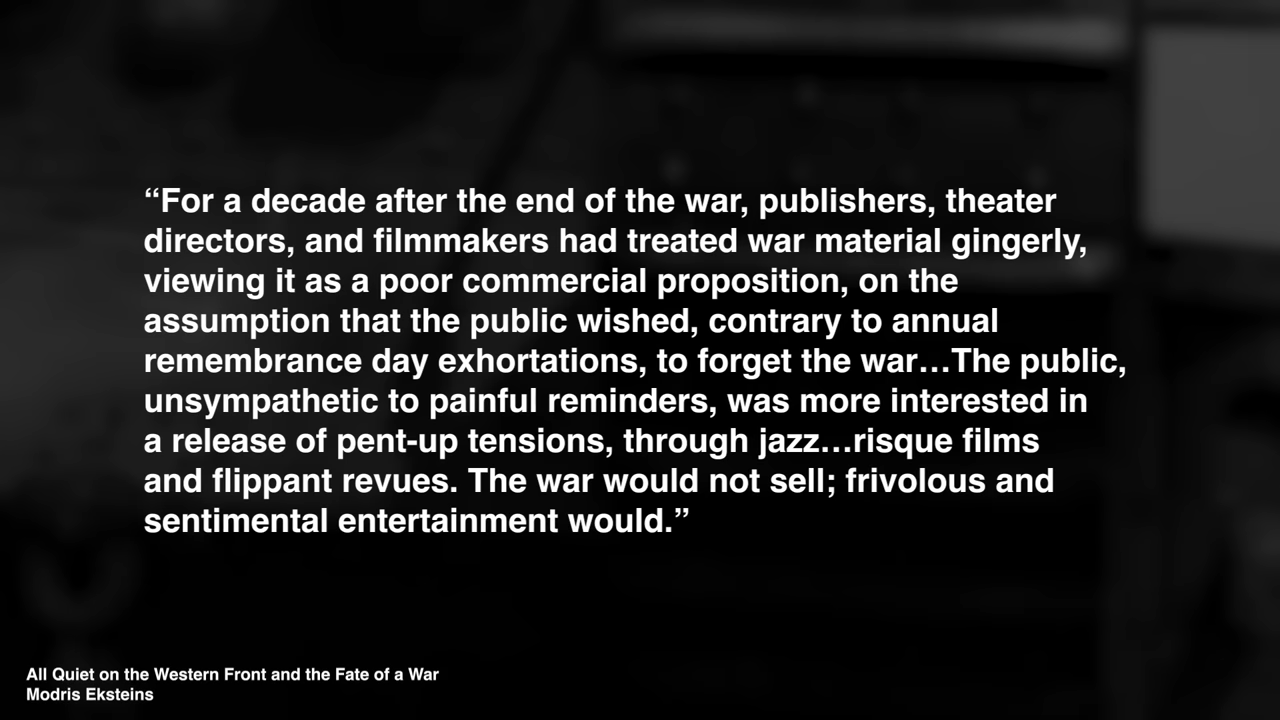 “For a decade after the end of the war, publishers, theater
directors, and filmmakers had treated war material gingerly,
viewing it as a poor commercial proposition, on the
assumption that the public wished, contrary to annual
remembrance day exhortations, to forget the war…The public,
unsympathetic to painful reminders, was more interested in
a release of pent-up tensions, through jazz…risque films
and flippant revues. The war would not sell; frivolous and
sentimental entertainment would.”
All Quiet on the Western Front and the Fate of a War
Modris Eksteins